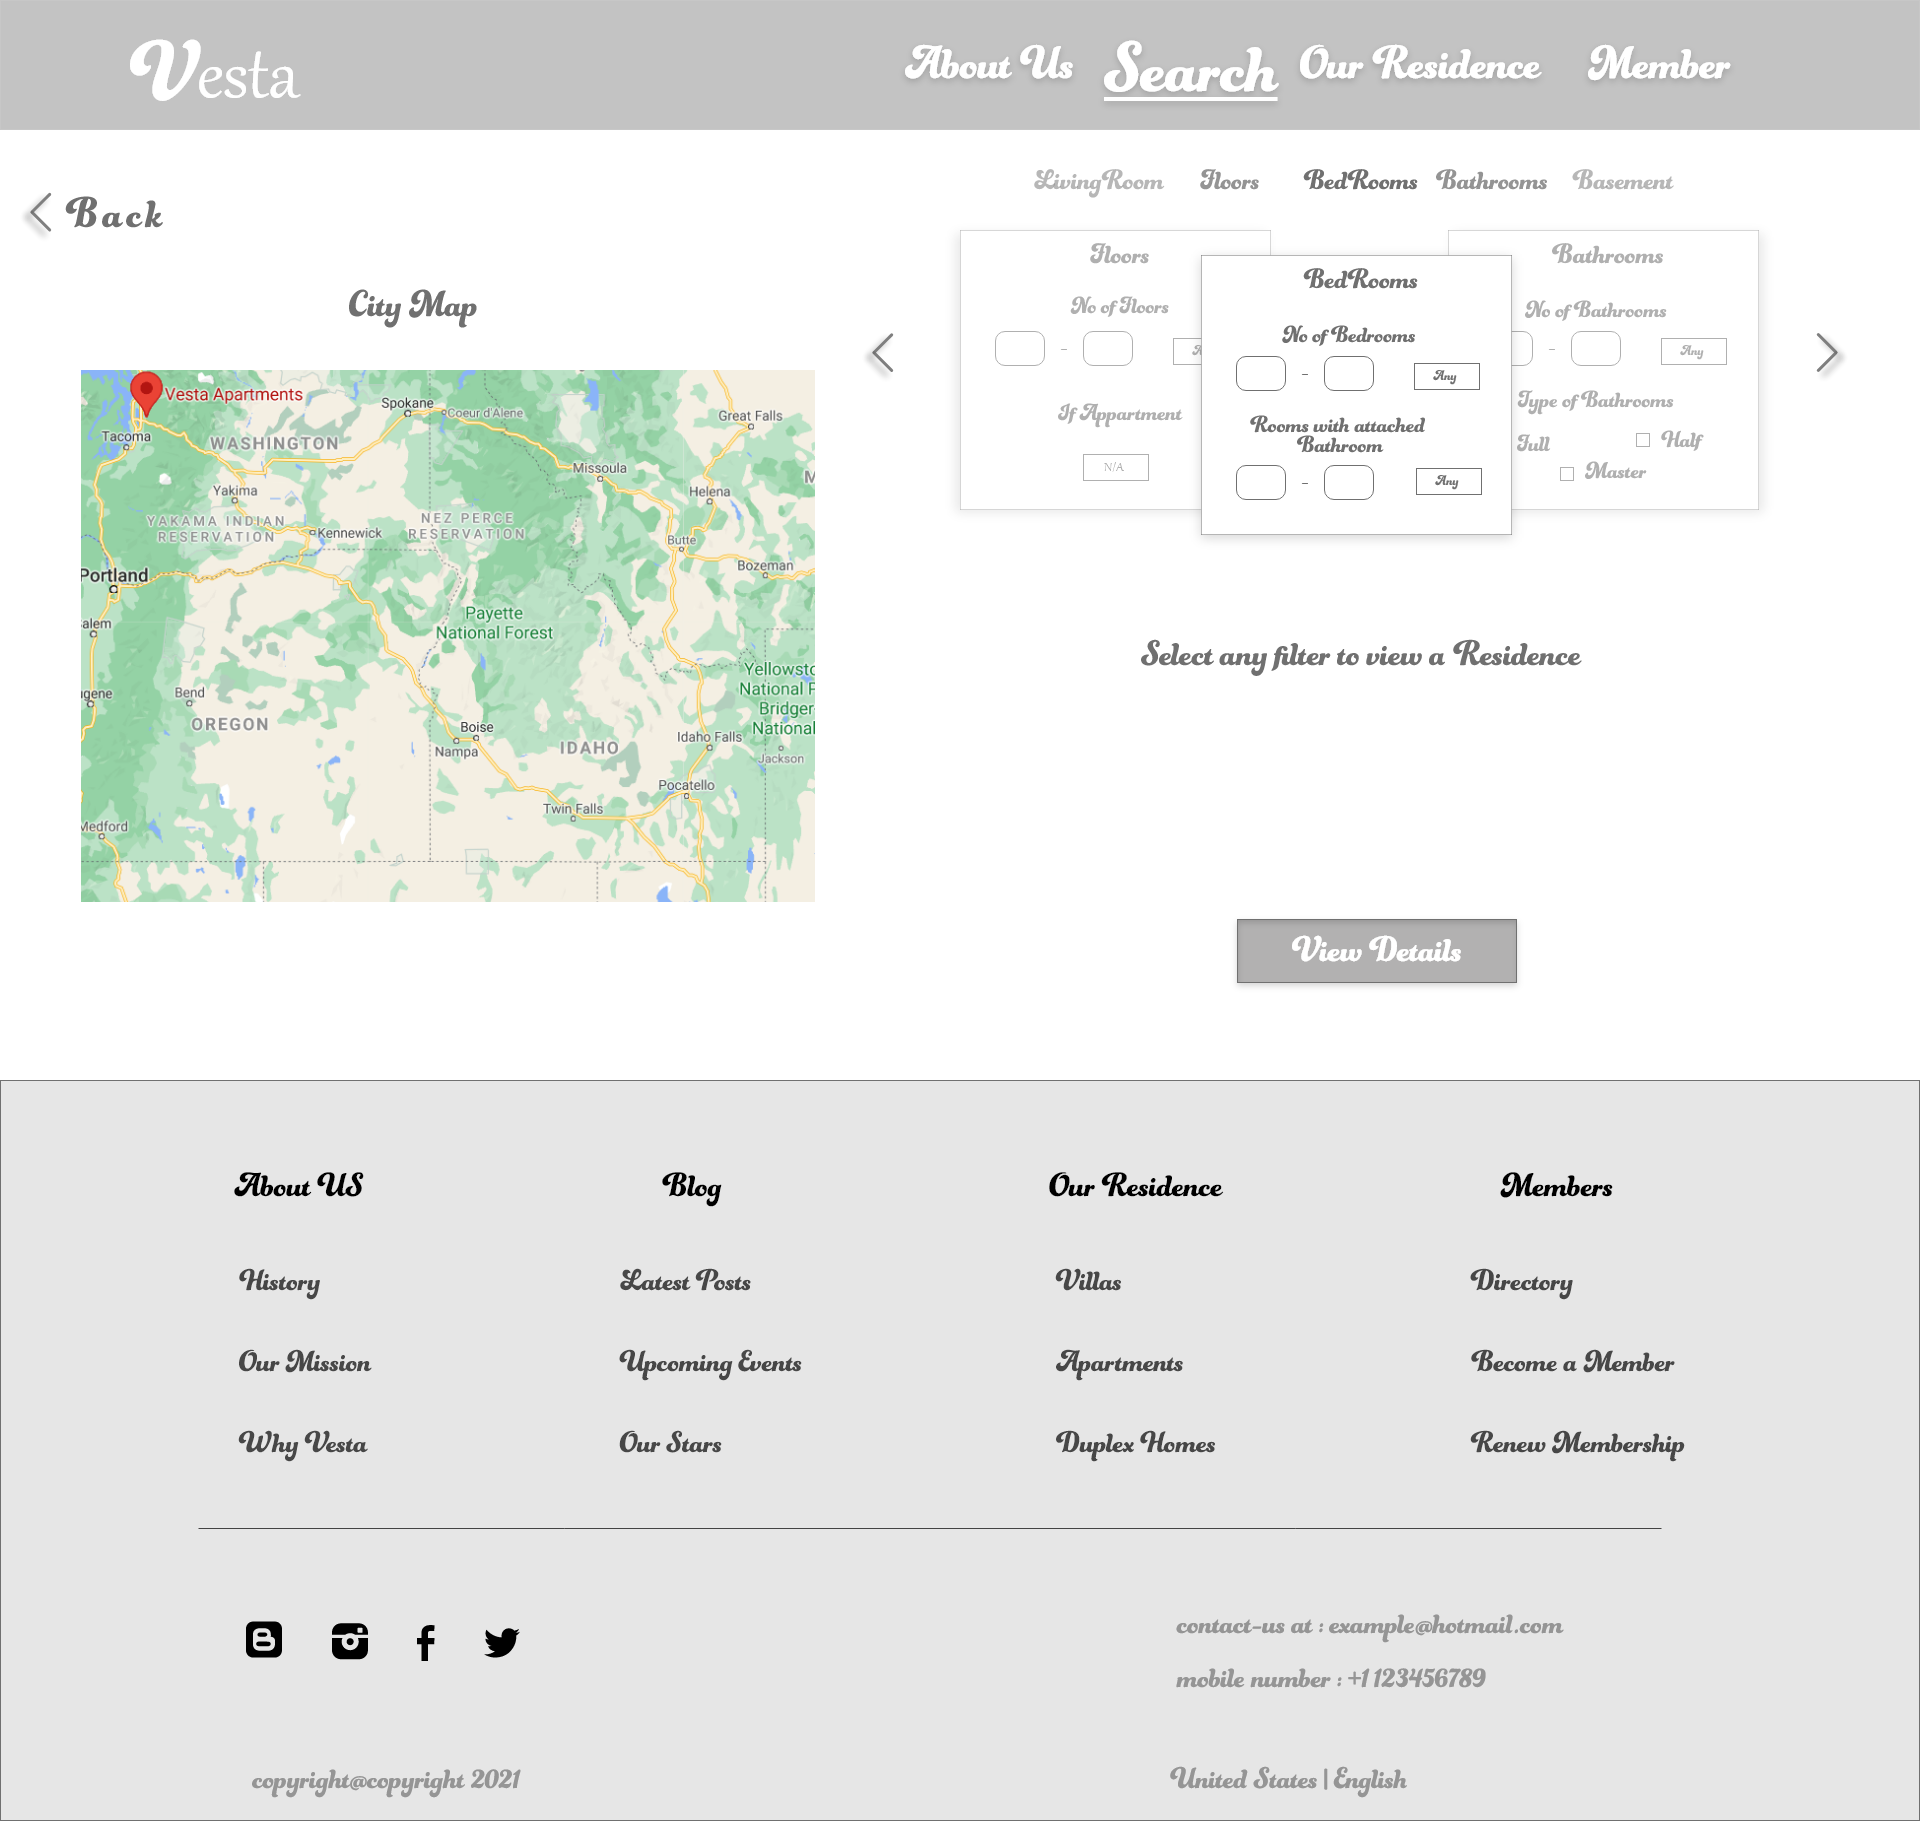 Vesta
About Us Search Our Residence Member
Back
City Map
Vesta Apartments
Spokane
Coeur d'Alene
Great Falls
Tacoma
WASHINGTON
Missoula
Yakima
Helena
YAKAMA INDIAN
RESERVATION
NEZ PERCE
RESERVATION
Kennewick
Butte
Bozeman
Portland
Payette
National Forest
alem
Yellowsto
National F
Bridger-
National
Jackson
gene
Bend
OREGON
Boise
Nampa
IDAHO
Idaho Falls
Pocatello
Twin Falls
Medford
LivingRoom Floors BedRooms Bathrooms Basement
Floors
No of Floors
-
If Appartment
N/A
BedRooms
No of Bedrooms
- Any
Rooms with attached
Bathroom
- Any
Bathrooms
No of Bathrooms
- Any
Type of Bathrooms
Full Half
Master
Select any filter to view a Residence
View Details
About US
History
Our Mission
Why Vesta
Blog
Latest Posts
Upcoming Events
Our Stars
Our Residence
Villas
Apartments
Duplex Homes
Members
Directory
Become a Member
Renew Membership
contact-us at : example@hotmail.com
mobile number : +1 123456789
copyright@copyright 2021
United States | English